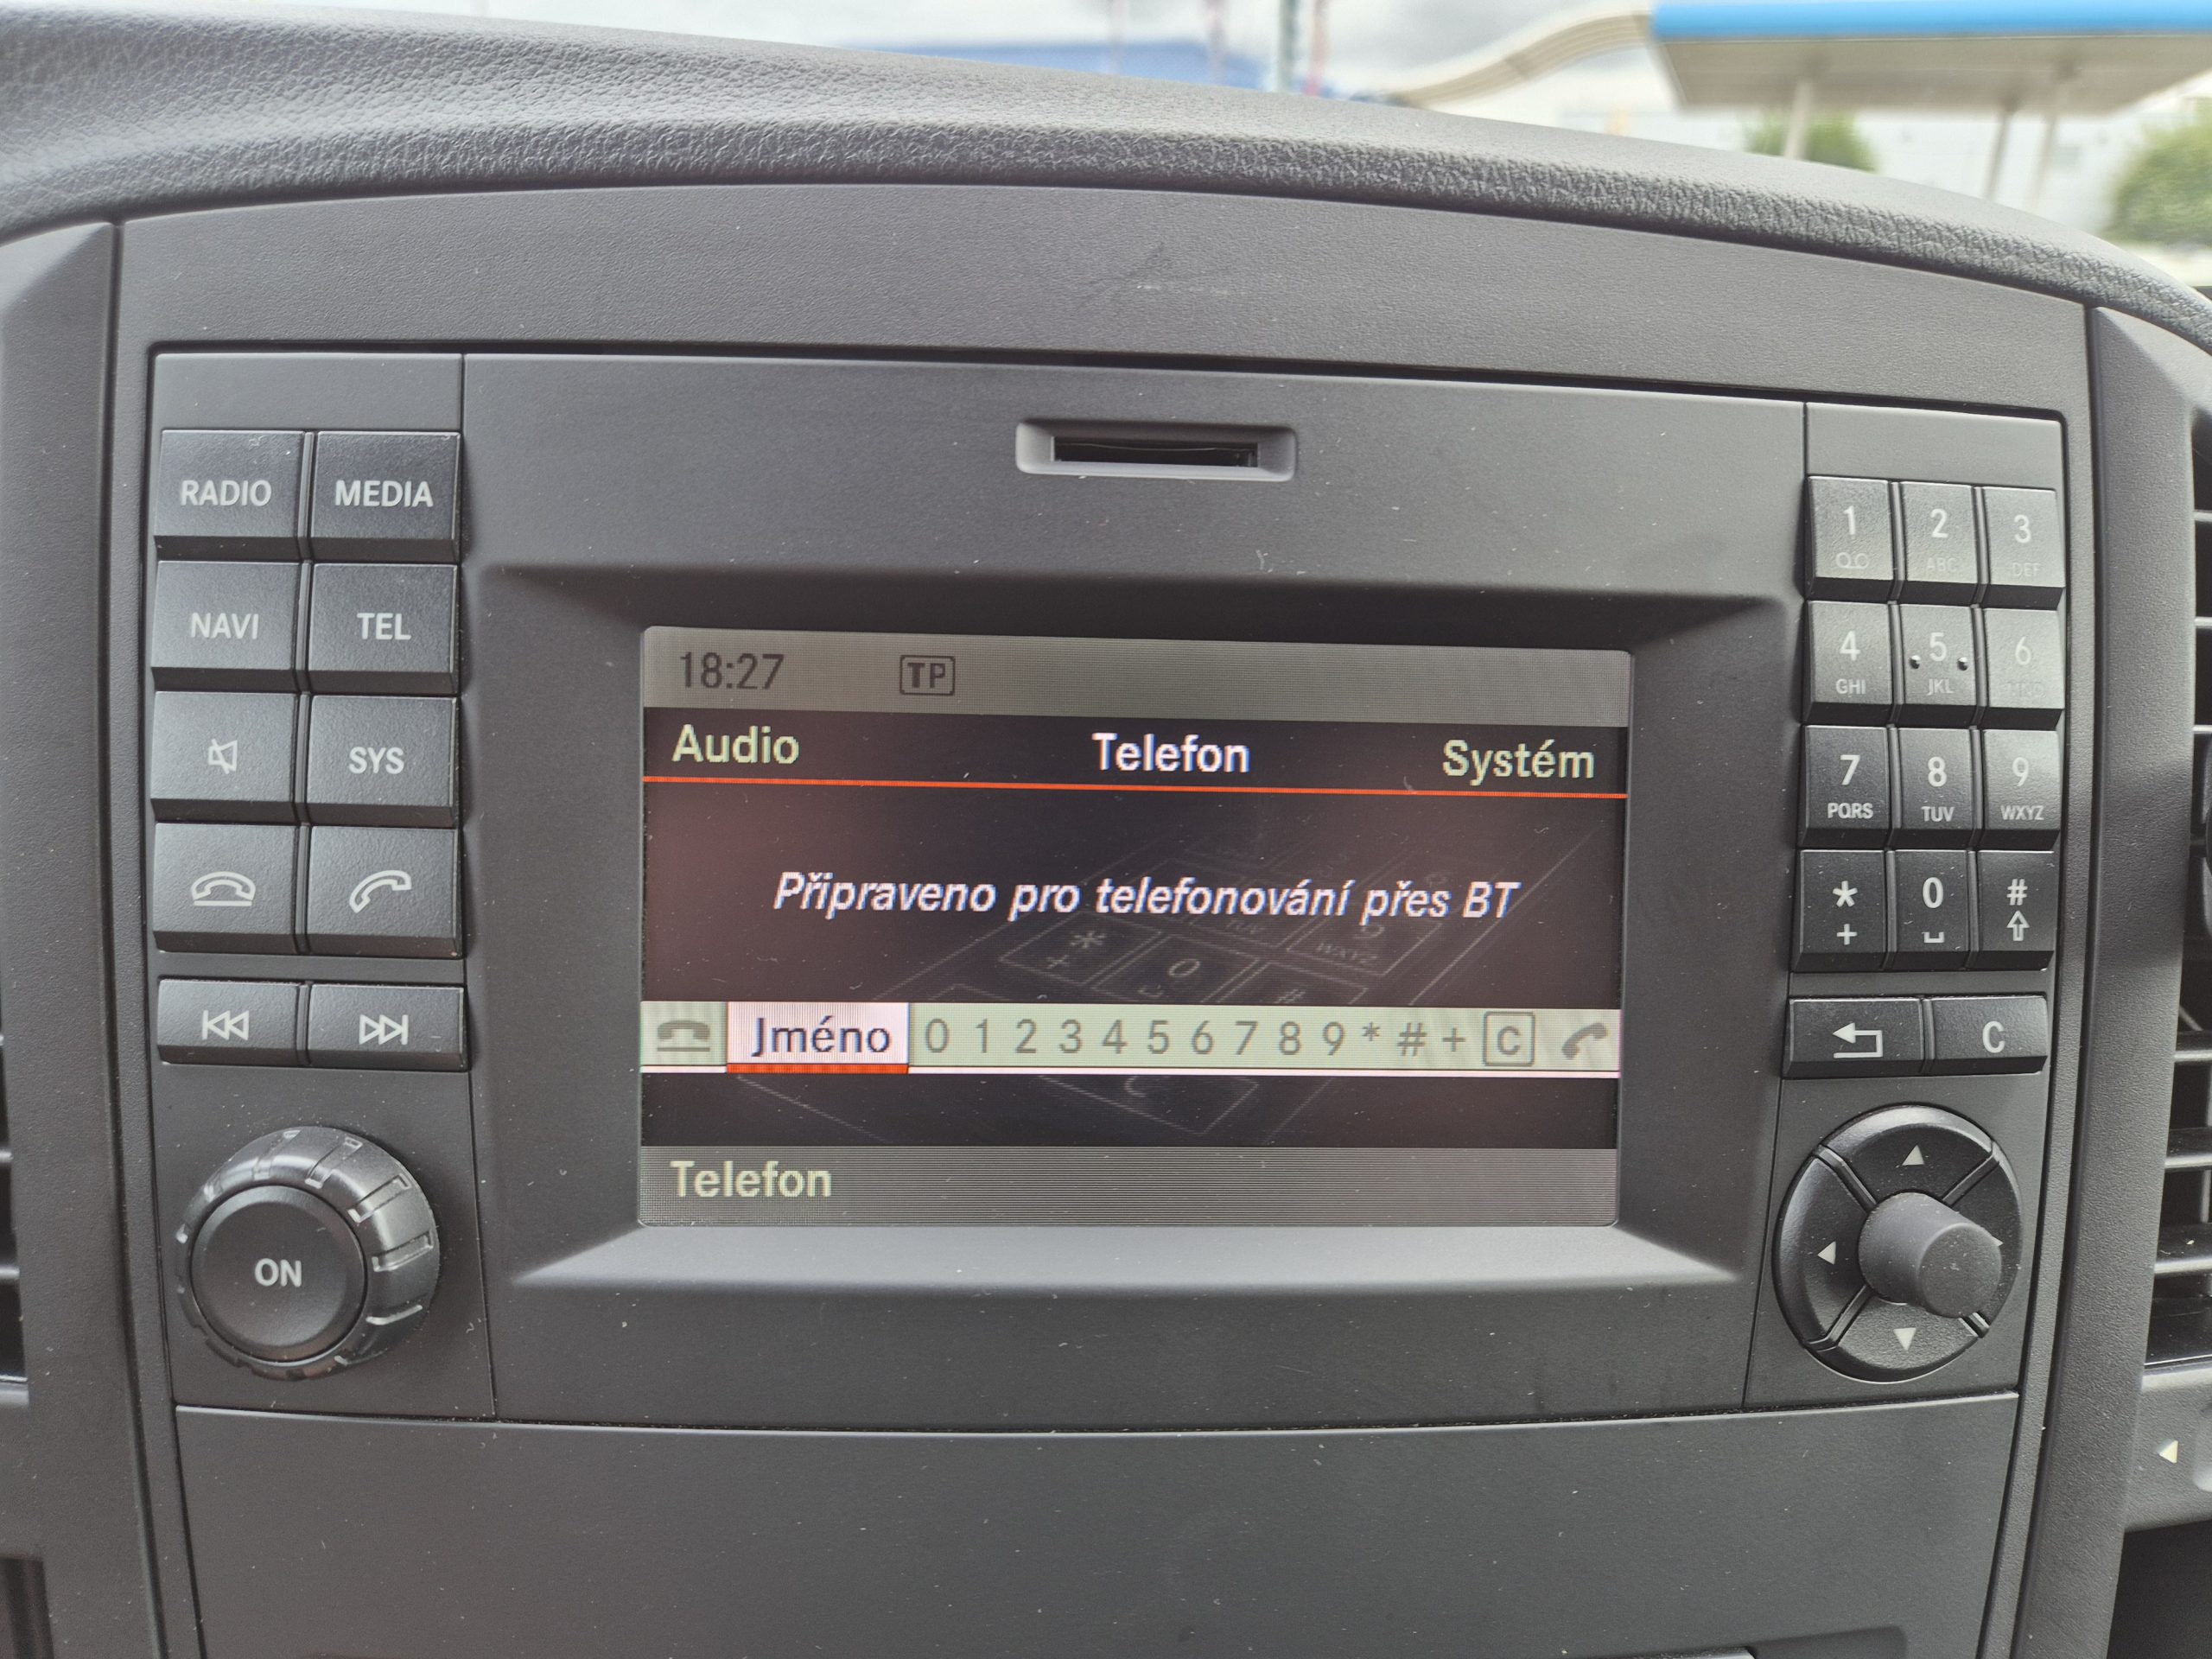 RADIO MEDIA
NAVI TEL
SYS
ON
18:27 TP
Audio Telefon Systém
Připraveno pro telefonování přes BT
Jméno 0 1 2 3 4 5 6 7 8 9 * # + C
Telefon
1 2 3
ABC DEF
4 5 6
GHI JKL
7 8 9
PQRS TUV WXYZ
* 0 #
+
C